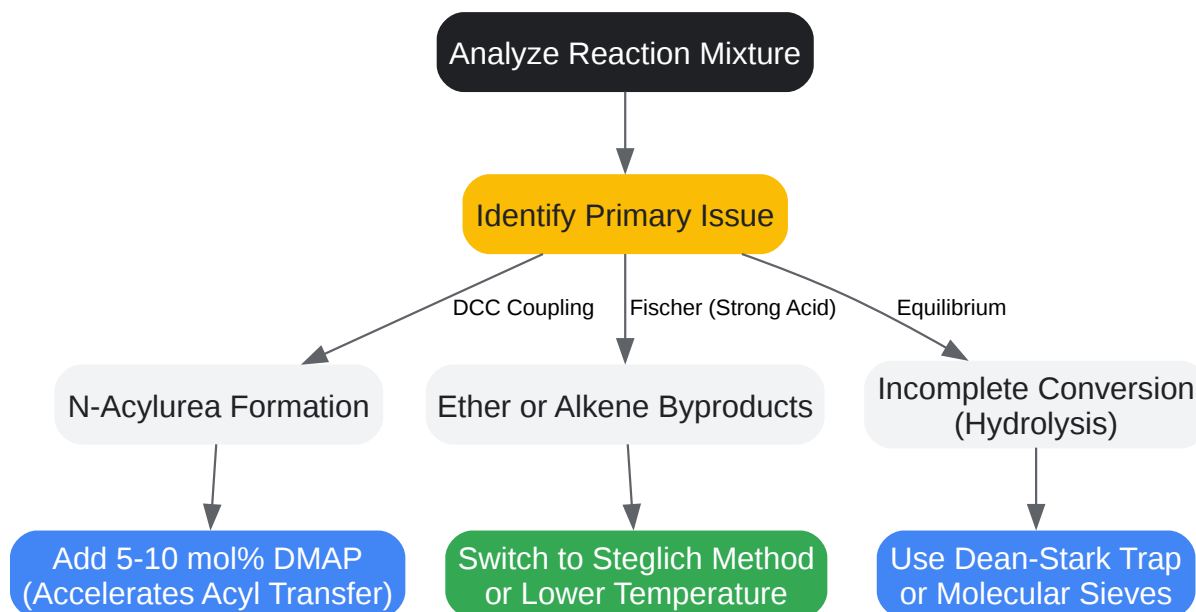 Analyze Reaction Mixture
Identify Primary Issue
DCC Coupling
Fischer (Strong Acid)
Equilibrium
N-Acylurea Formation
Ether or Alkene Byproducts
Incomplete Conversion
(Hydrolysis)
Add 5-10 mol% DMAP
(Accelerates Acyl Transfer)
Switch to Steglich Method
or Lower Temperature
Use Dean-Stark Trap
or Molecular Sieves